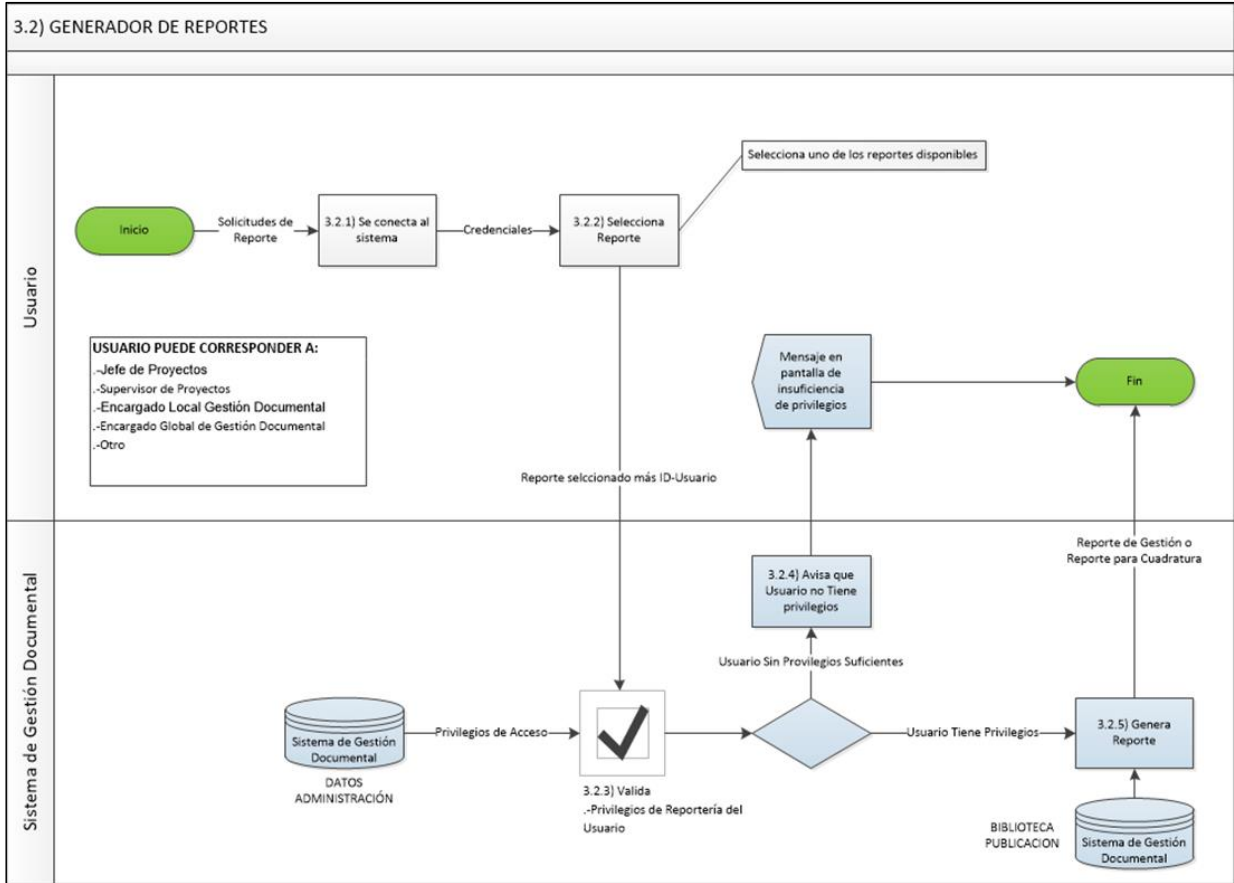 3.2) GENERADOR DE REPORTES
Usuario
Selecciona uno de los reportes disponibles
Inicio
Solicitudes de
Reporte
3.2.1) Se conecta al
sistema
Credenciales
3.2.2) Selecciona
Reporte
USUARIO PUEDE CORRESPONDER A:
.-Jefe de Proyectos
.-Supervisor de Proyectos
.-Encargado Local Gestión Documental
.-Encargado Global de Gestión Documental
.-Otro
Mensaje en
pantalla de
insuficiencia
de privilegios
Fin
Reporte selccionado más ID-Usuario
Sistema de Gestión Documental
3.2.4) Avisa que
Usuario no Tiene
privilegios
Reporte de Gestión o
Reporte para Cuadratura
Usuario Sin Provilegios Suficientes
Sistema de Gestión
Documental
DATOS
ADMINISTRACIÓN
Privilegios de Acceso
3.2.3) Valida
.-Privilegios de Reportería del
Usuario
Usuario Tiene Privilegios
3.2.5) Genera
Reporte
BIBLIOTECA
PUBLICACION
Sistema de Gestión
Documental